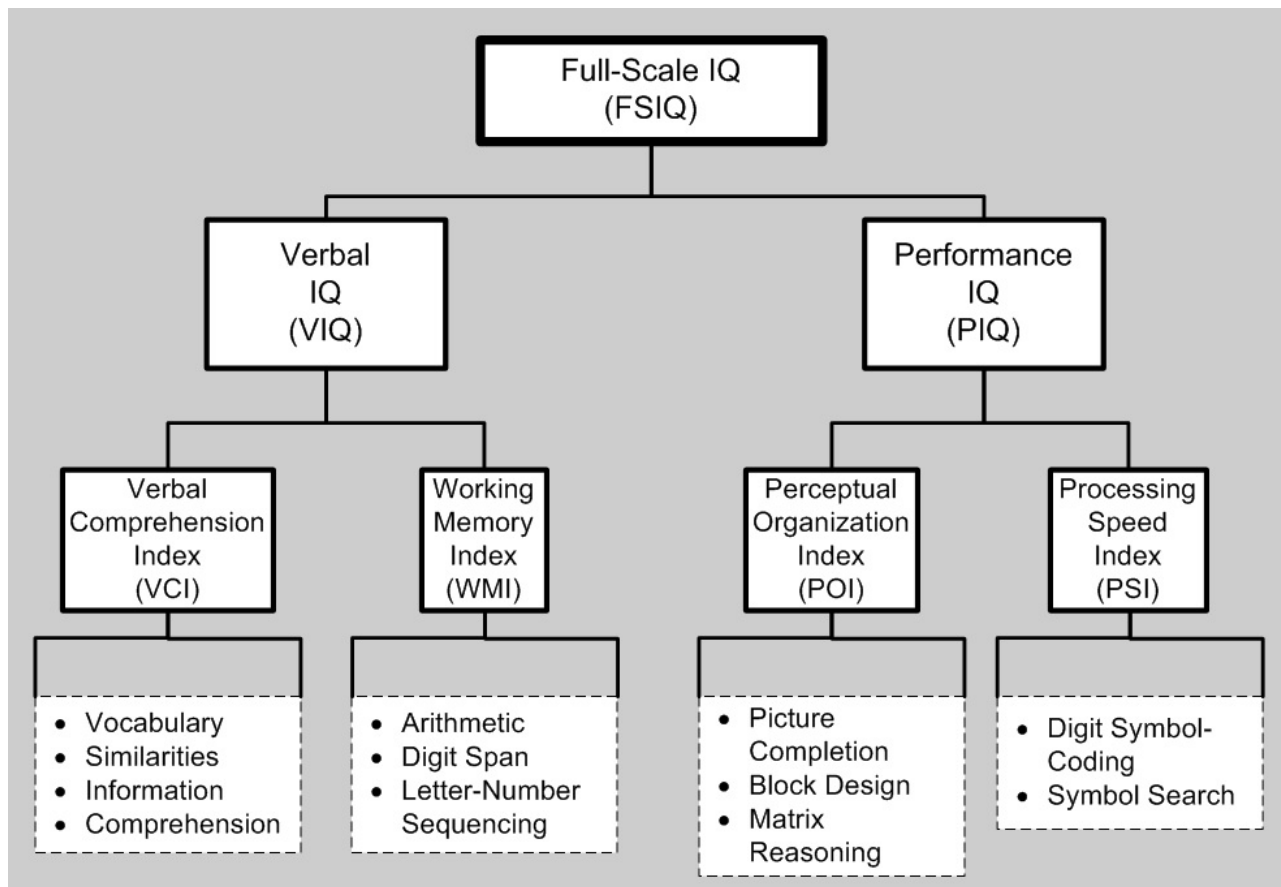 Full-Scale IQ
(FSIQ)
Verbal
IQ
(VIQ)
Performance
IQ
(PIQ)
Verbal
Comprehension
Index
(VCI)
Working
Memory
Index
(WMI)
Perceptual
Organization
Index
(POI)
Processing
Speed
Index
(PSI)
• Vocabulary
• Similarities
• Information
• Comprehension
• Arithmetic
• Digit Span
• Letter-Number
Sequencing
• Picture
Completion
• Block Design
• Matrix
Reasoning
• Digit Symbol-
Coding
• Symbol Search